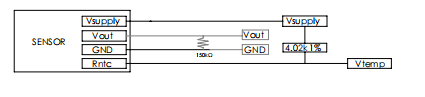 Vsupply Vsupply
SENSOR Vout Vout
GND GND 4.02k 1%
150kΩ
Rntc Vtemp